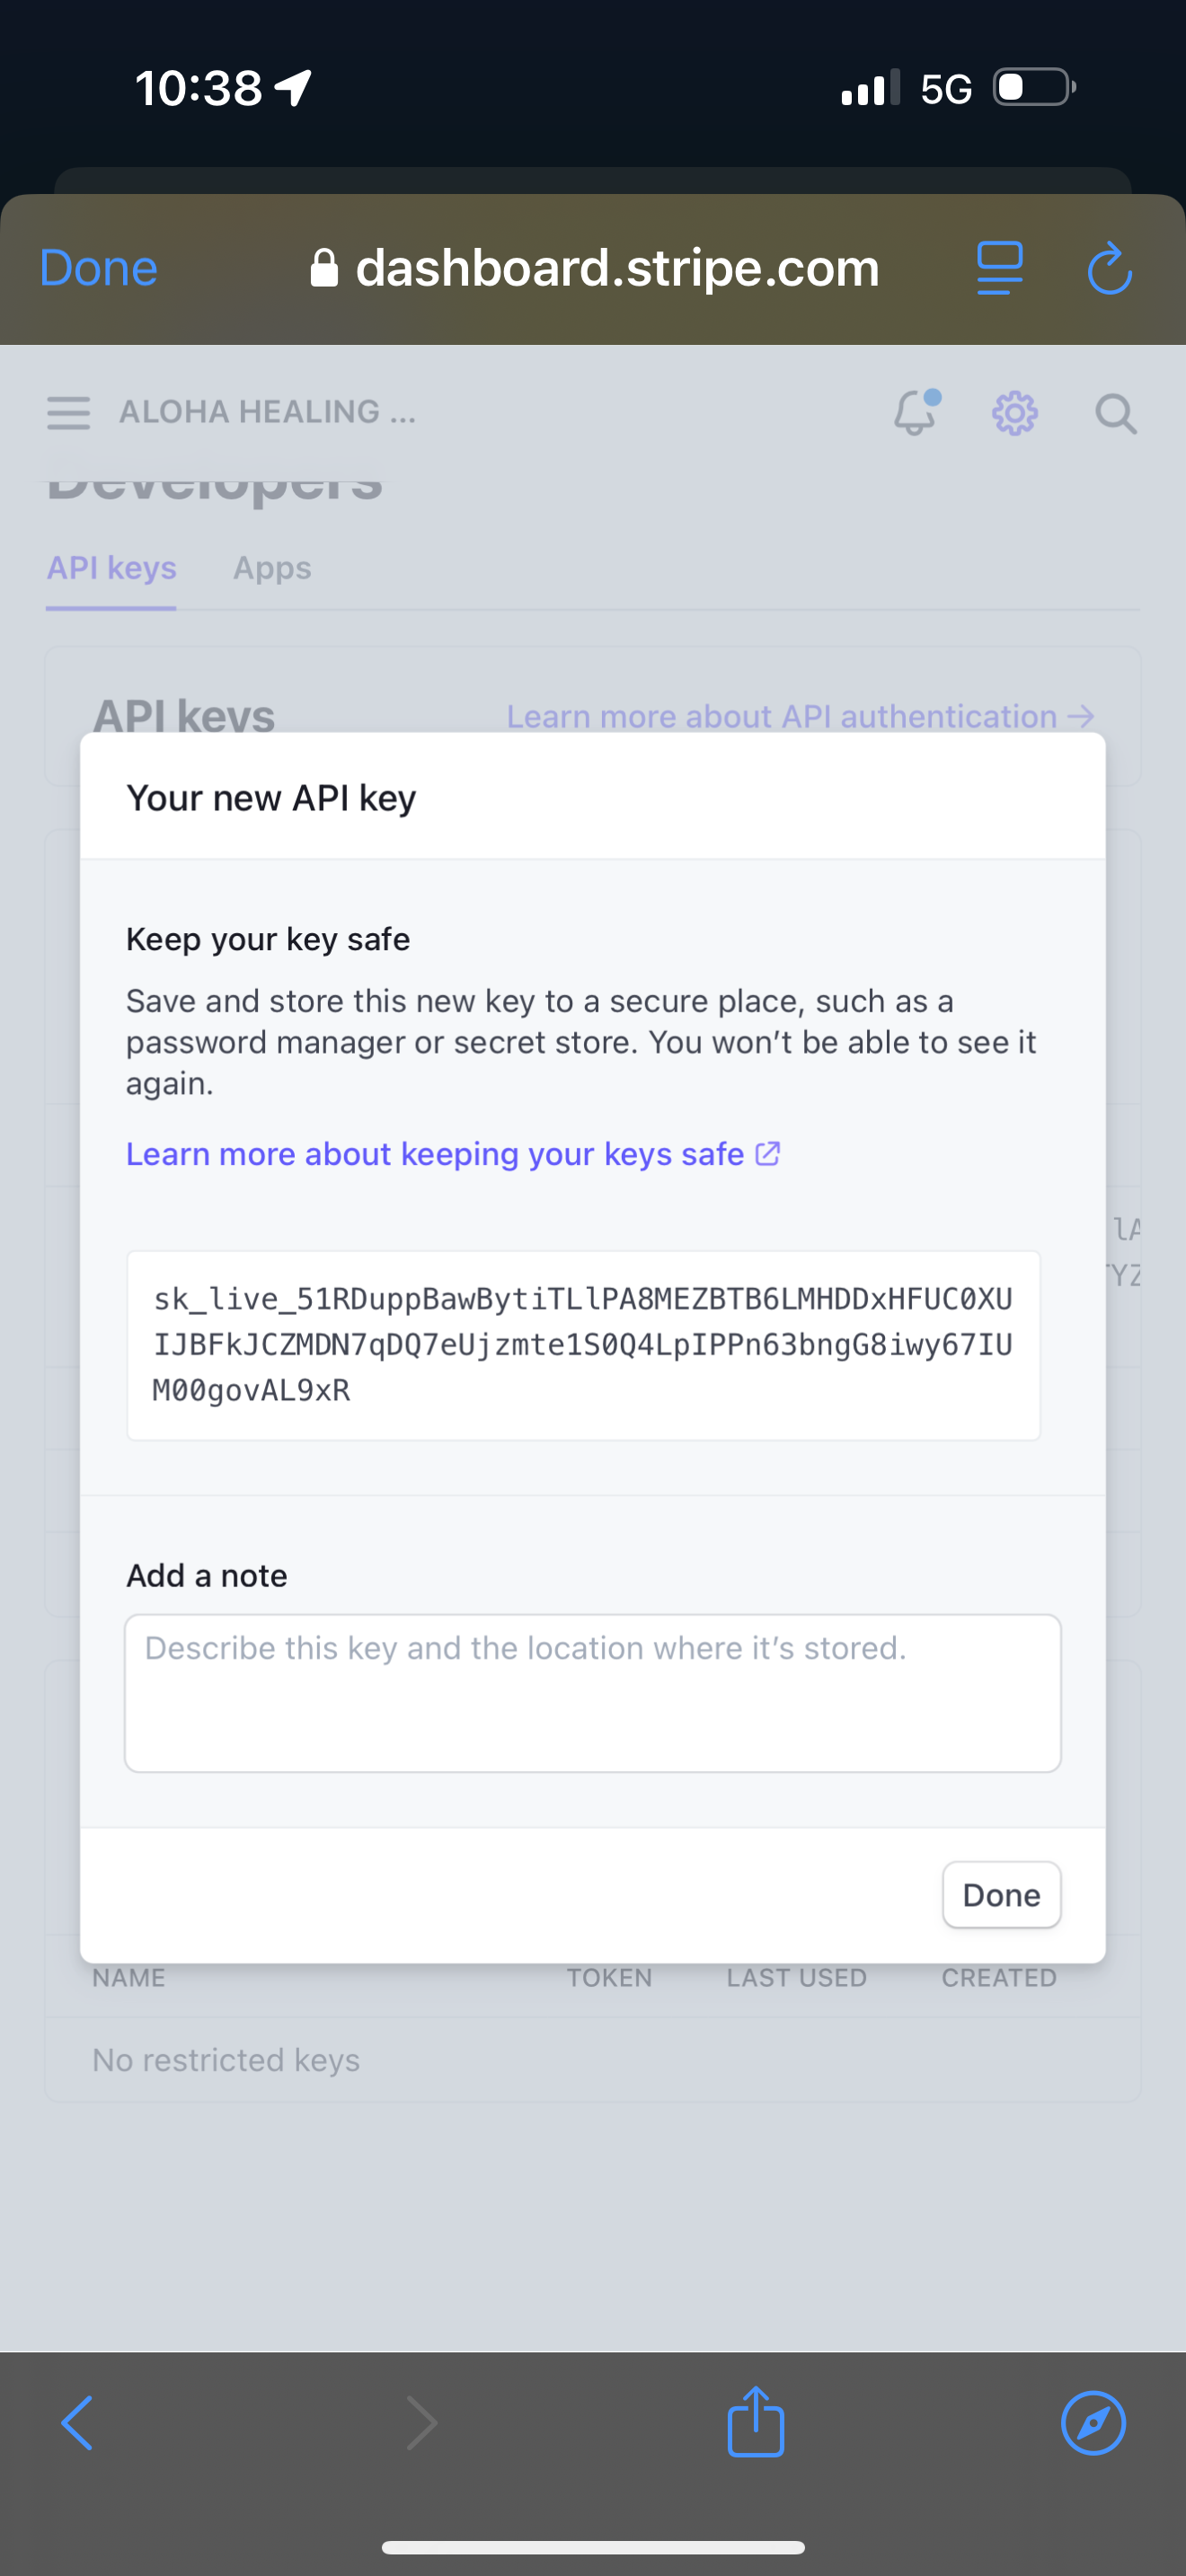 10:38
5G
Done
dashboard.stripe.com
ALOHA HEALING ...
Developers
API keys Apps
API keys
Learn more about API authentication →
Your new API key
Keep your key safe
Save and store this new key to a secure place, such as a
password manager or secret store. You won’t be able to see it
again.
Learn more about keeping your keys safe
lA
YZ
sk_live_51RDuppBawBytiTLlPA8MEZBTB6LMHDDxHFUC0XU
IJBFkJCZMDN7qDQ7eUjzmte1S0Q4LpIPPn63bngG8iwy67IU
M00govAL9xR
Add a note
Describe this key and the location where it’s stored.
Done
NAME TOKEN LAST USED CREATED
No restricted keys